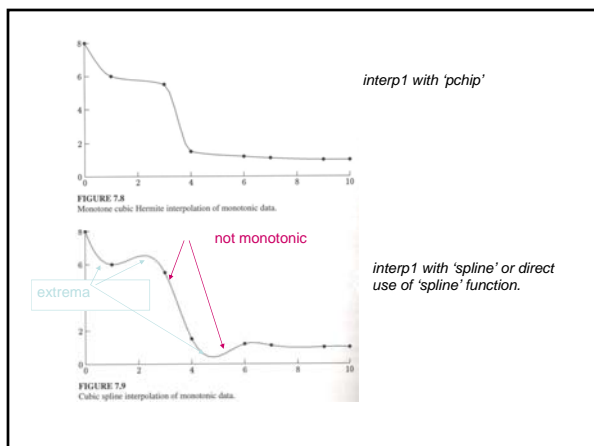 8
6
4
2
0
0 2 4 6 8 10
FIGURE 7.8
Monotone cubic Hermite interpolation of monotonic data.
interp1 with ‘pchip’
8
6
2
0
0 2 4 6 8 10
not monotonic
extrema
FIGURE 7.9
Cubic spline interpolation of monotonic data.
interp1 with ‘spline’ or direct
use of ‘spline’ function.